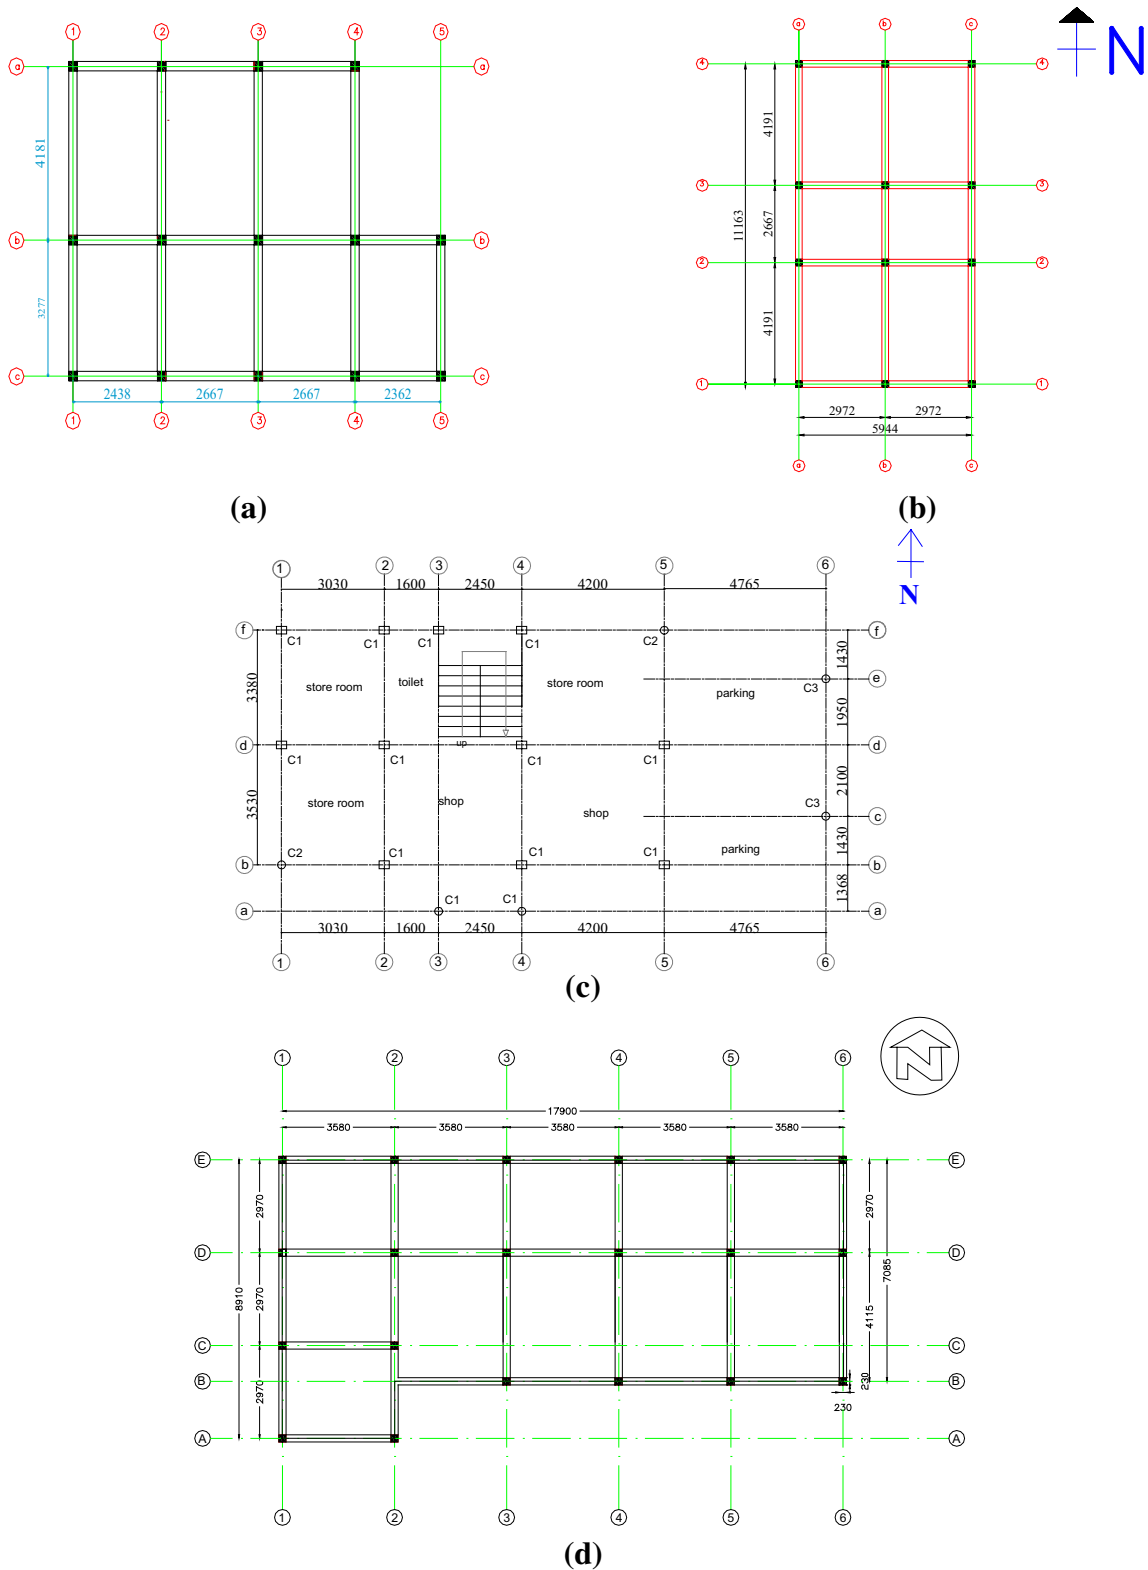 1 2 3 4 5
a a
4181
b b
3277
c c
2438 2667 2667 2362
1 2 3 4 5
(a)
a b c
N
4 4
4191
3 3
11163 2667
2 2
4191
1 1
2972 2972
5944
a b c
(b)
N
1 2 3 4 5 6
3030 1600 2450 4200 4765
f f
C1 C1 C1 C1 C2
1430
e
3380 store room toilet store room parking C3
1950
up
d d
C1 C1 C1 C1
2100
3530 store room shop shop C3
c
1430
parking
C2 C1 C1 C1
b b
1368
C1 C1
a a
3030 1600 2450 4200 4765
1 2 3 4 5 6
(c)
N
1 2 3 4 5 6
17900
3580 3580 3580 3580 3580
E E
2970 2970
D D
8910 2970 4115 7085
C C
B B
2970 230
230
A A
1 2 3 4 5 6
(d)